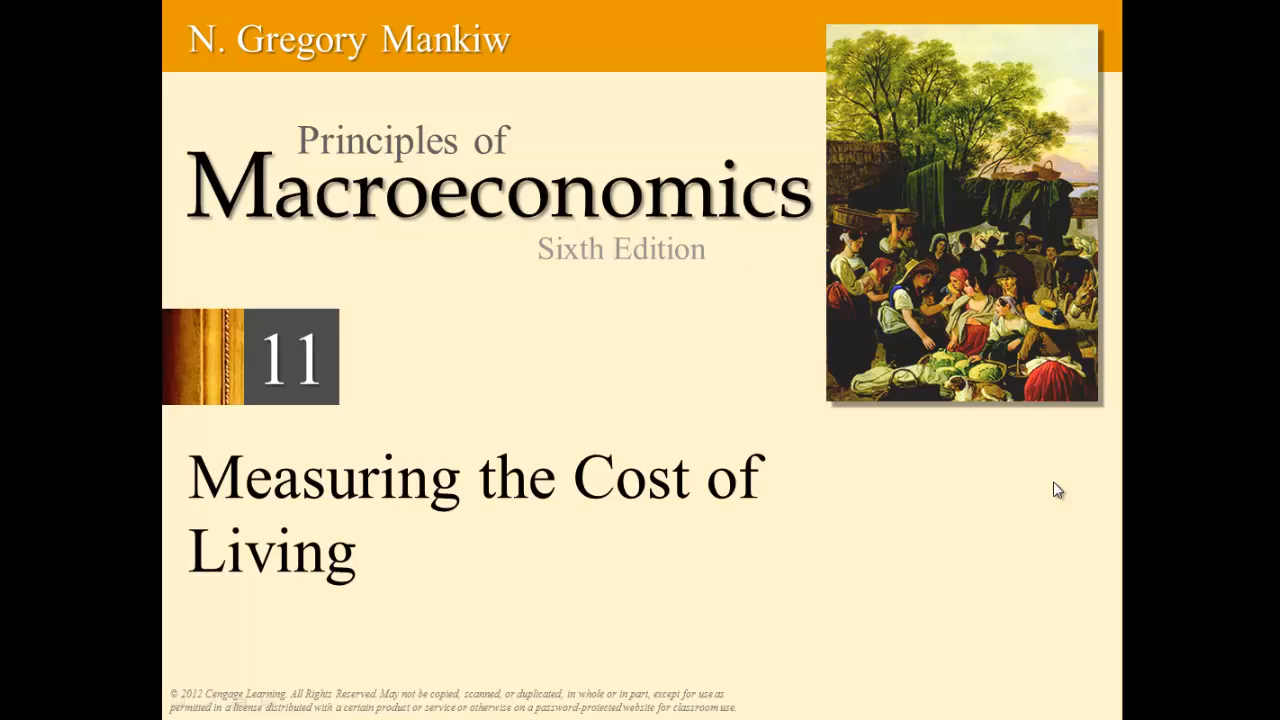 N. Gregory Mankiw
Principles of
Macroeconomics
Sixth Edition
11
Measuring the Cost of
Living
© 2012 Cengage Learning. All Rights Reserved. May not be copied, scanned, or duplicated, in whole or in part, except for use as
permitted in a license distributed with a certain product or service or otherwise on a password-protected website for classroom use.